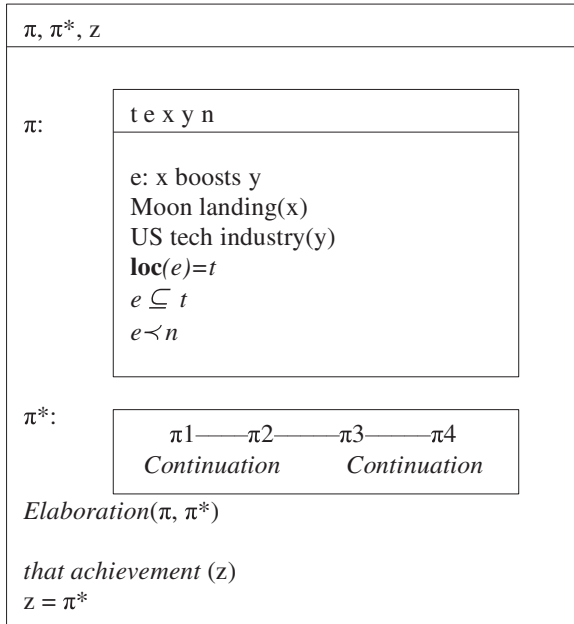 π, π*, z
π:
t e x y n
e: x boosts y
Moon landing(x)
US tech industry(y)
loc(e)=t
e ⊆ t
e≺n
π*:
π1——π2———π3——π4
Continuation Continuation
Elaboration(π, π*)
that achievement (z)
z = π*